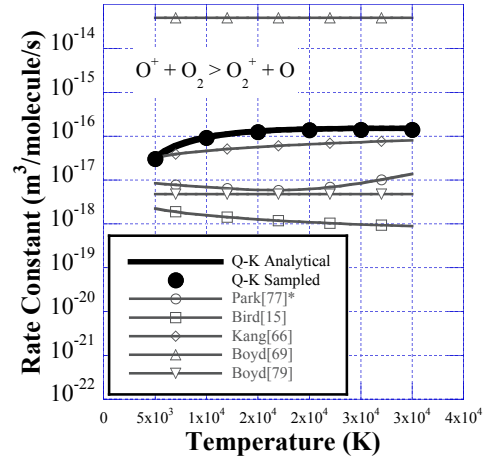 10⁻¹⁴
10⁻¹⁵
10⁻¹⁶
10⁻¹⁷
10⁻¹⁸
10⁻¹⁹
10⁻²⁰
10⁻²¹
10⁻²²
Rate Constant (m³/molecule/s)
O⁺ + O₂ > O₂⁺ + O
Q-K Analytical
Q-K Sampled
Park[77]*
Bird[15]
Kang[66]
Boyd[69]
Boyd[79]
0 5x10³ 1x10⁴ 2x10⁴ 2x10⁴ 3x10⁴ 3x10⁴ 4x10⁴
Temperature (K)